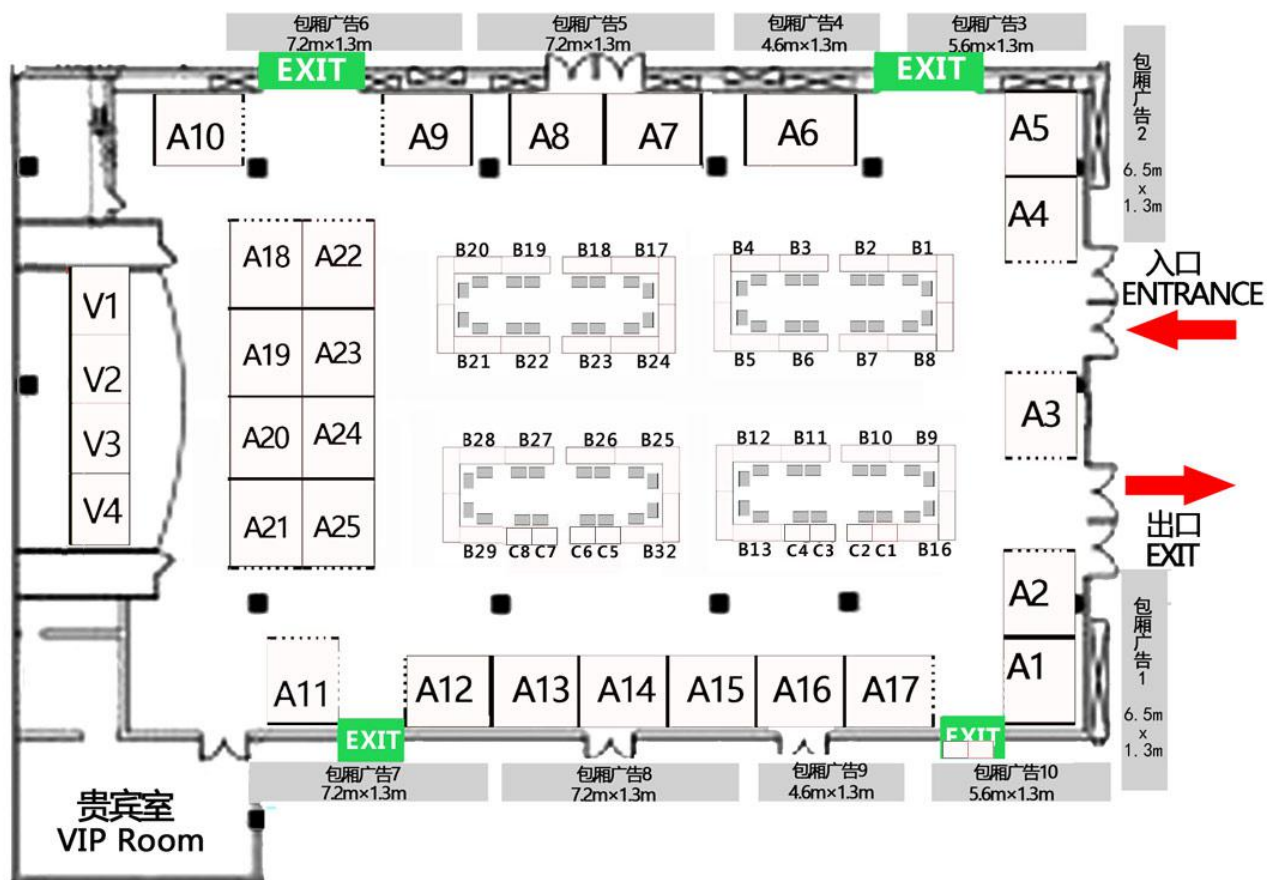 包厢广告6
7.2m×1.3m
包厢广告5
7.2m×1.3m
包厢广告4
4.6m×1.3m
包厢广告3
5.6m×1.3m
EXIT
EXIT
包厢广告2
6.5m
x
1.3m
A10
A9
A8
A7
A6
A5
A4
A18
A22
A19
A23
A20
A24
A21
A25
V1
V2
V3
V4
B20
B19
B18
B17
B21
B22
B23
B24
B4
B3
B2
B1
B5
B6
B7
B8
入口
ENTRANCE
A3
B28
B27
B26
B25
B29
C8
C7
C6
C5
B32
B12
B11
B10
B9
B13
C4
C3
C2
C1
B16
出口
EXIT
A2
A1
A11
A12
A13
A14
A15
A16
A17
EXIT
EXIT
包厢广告1
6.5m
x
1.3m
包厢广告7
7.2m×1.3m
包厢广告8
7.2m×1.3m
包厢广告9
4.6m×1.3m
包厢广告10
5.6m×1.3m
贵宾室
VIP Room